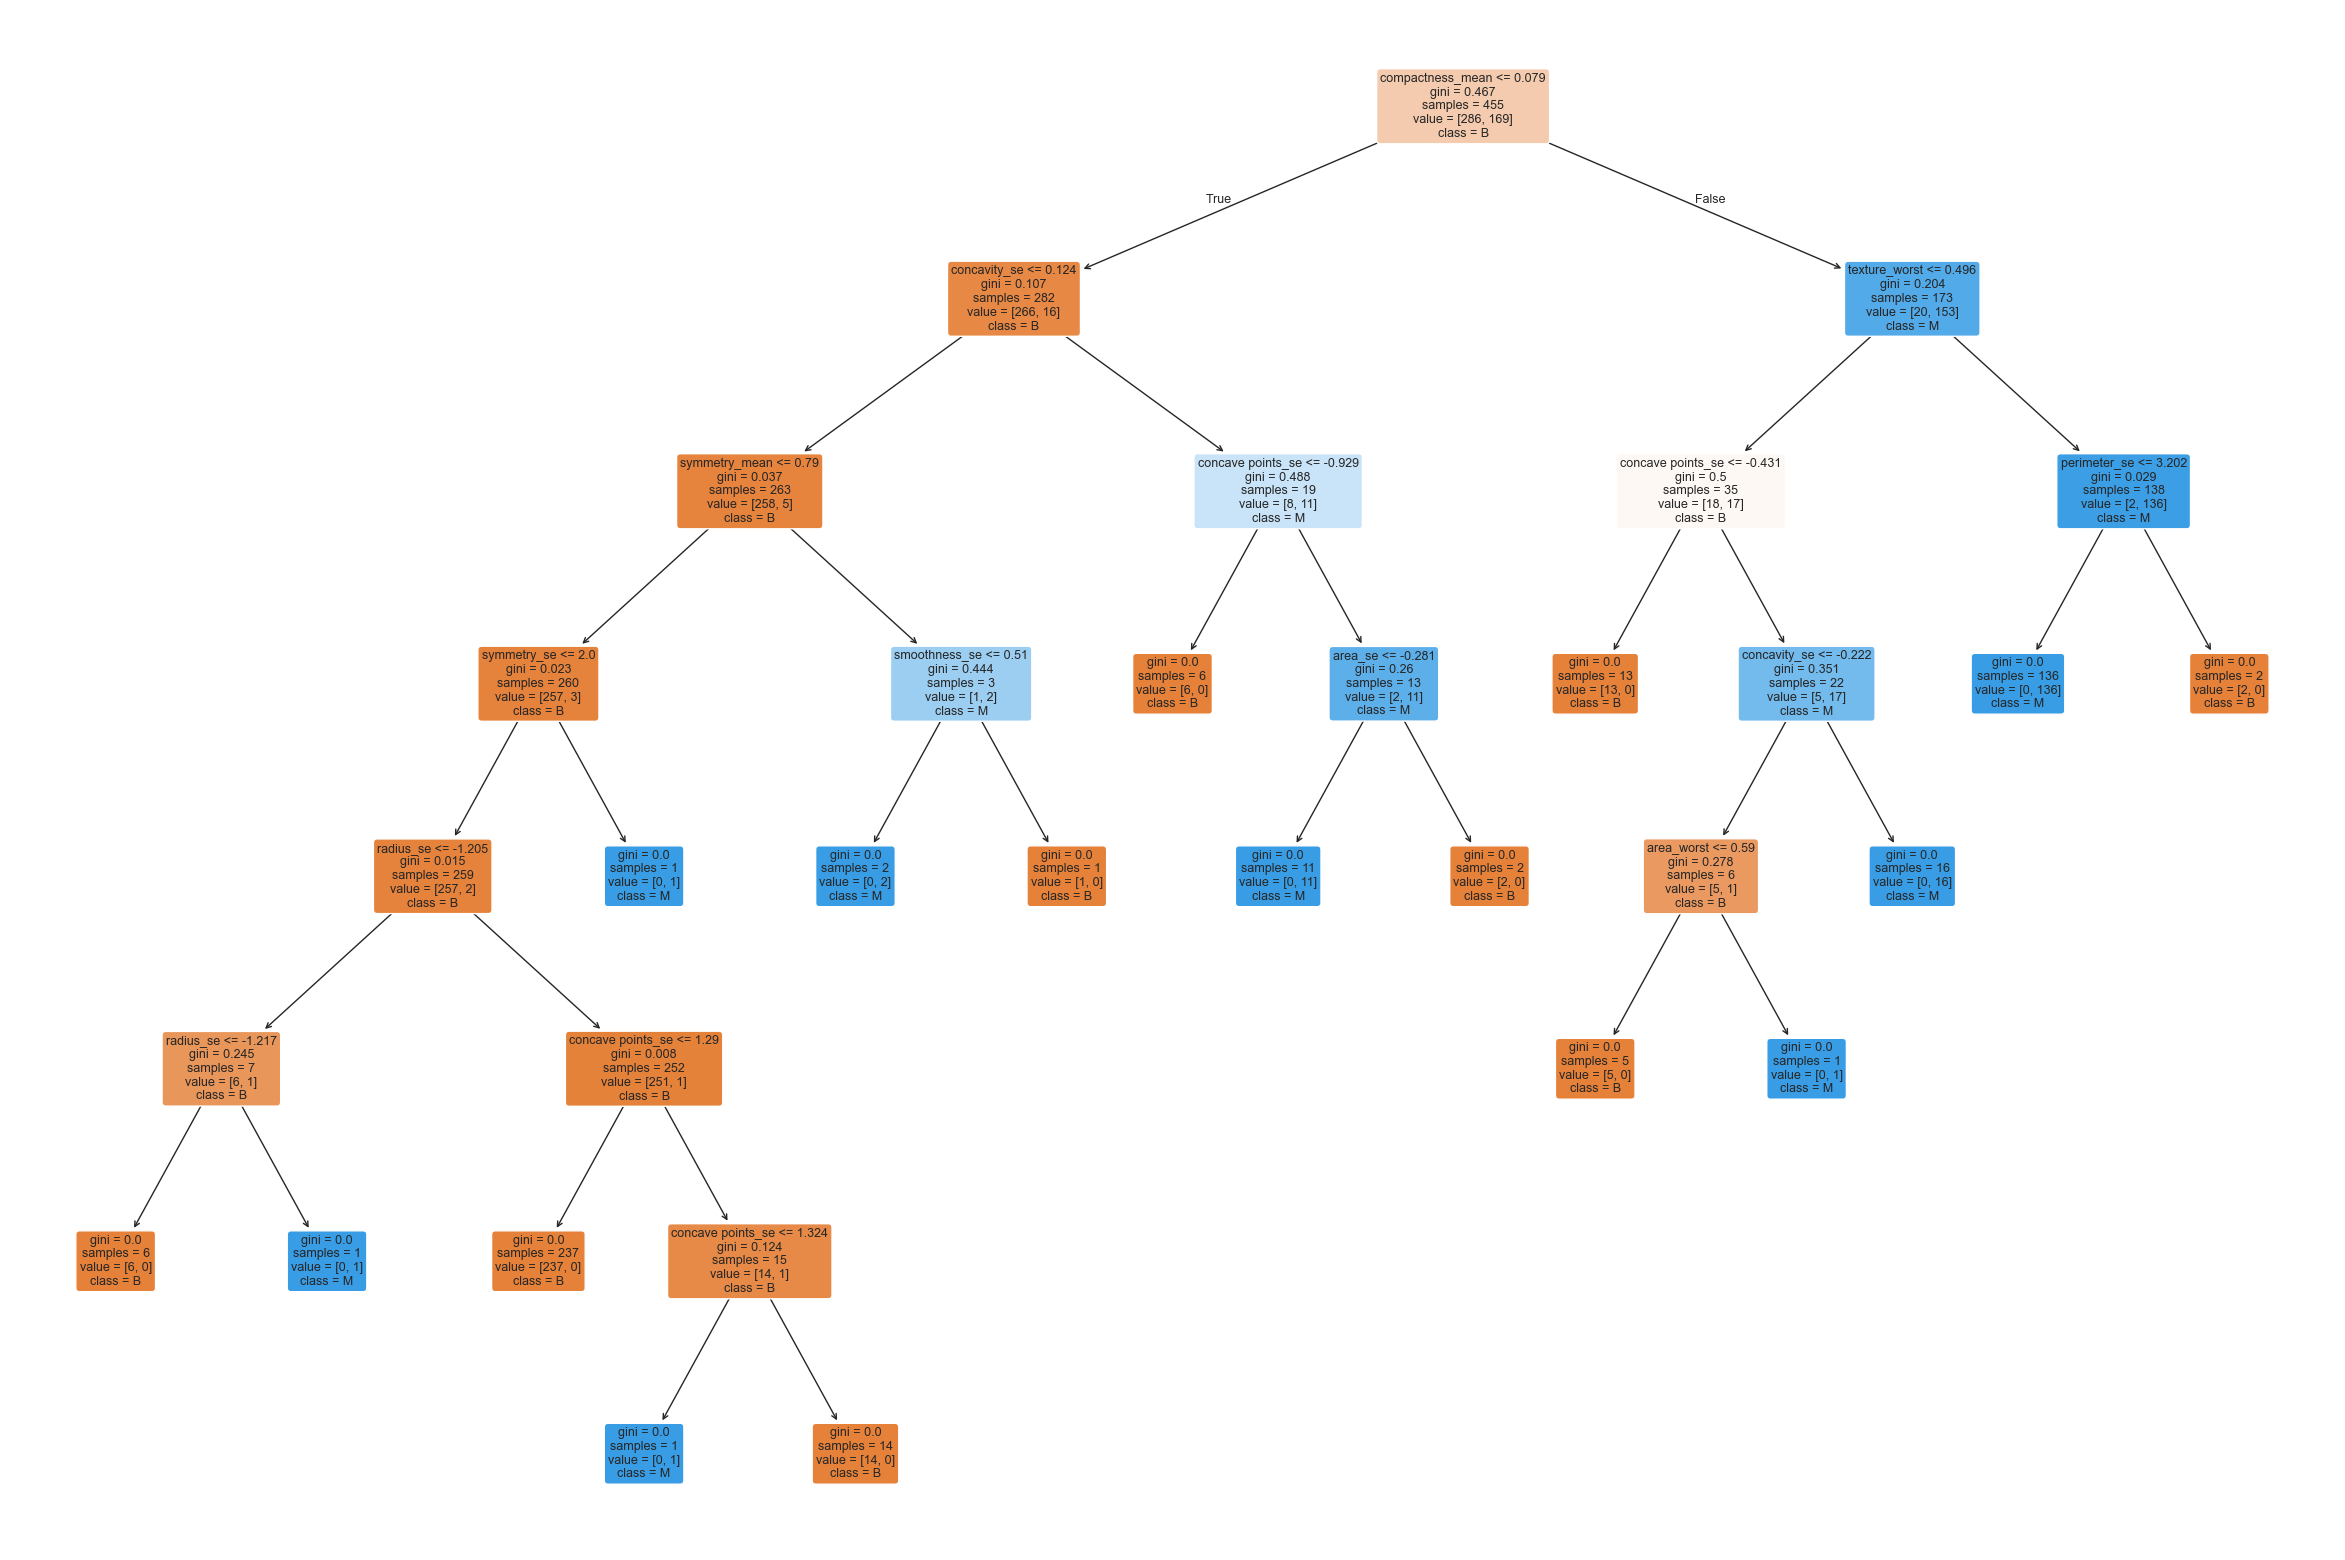 compactness_mean <= 0.079
gini = 0.467
samples = 455
value = [286, 169]
class = B
True
False
concavity_se <= 0.124
gini = 0.107
samples = 282
value = [266, 16]
class = B
texture_worst <= 0.496
gini = 0.204
samples = 173
value = [20, 153]
class = M
symmetry_mean <= 0.79
gini = 0.037
samples = 263
value = [258, 5]
class = B
concave points_se <= -0.929
gini = 0.488
samples = 19
value = [8, 11]
class = M
concave points_se <= -0.431
gini = 0.5
samples = 35
value = [18, 17]
class = B
perimeter_se <= 3.202
gini = 0.029
samples = 138
value = [2, 136]
class = M
symmetry_se <= 2.0
gini = 0.023
samples = 260
value = [257, 3]
class = B
smoothness_se <= 0.51
gini = 0.444
samples = 3
value = [1, 2]
class = M
gini = 0.0
samples = 6
value = [6, 0]
class = B
area_se <= -0.281
gini = 0.26
samples = 13
value = [2, 11]
class = M
gini = 0.0
samples = 13
value = [13, 0]
class = B
concavity_se <= -0.222
gini = 0.351
samples = 22
value = [5, 17]
class = M
gini = 0.0
samples = 136
value = [0, 136]
class = M
gini = 0.0
samples = 2
value = [2, 0]
class = B
radius_se <= -1.205
gini = 0.015
samples = 259
value = [257, 2]
class = B
gini = 0.0
samples = 1
value = [0, 1]
class = M
gini = 0.0
samples = 2
value = [0, 2]
class = M
gini = 0.0
samples = 1
value = [1, 0]
class = B
gini = 0.0
samples = 11
value = [0, 11]
class = M
gini = 0.0
samples = 2
value = [2, 0]
class = B
area_worst <= 0.59
gini = 0.278
samples = 6
value = [5, 1]
class = B
gini = 0.0
samples = 16
value = [0, 16]
class = M
radius_se <= -1.217
gini = 0.245
samples = 7
value = [6, 1]
class = B
concave points_se <= 1.29
gini = 0.008
samples = 252
value = [251, 1]
class = B
gini = 0.0
samples = 5
value = [5, 0]
class = B
gini = 0.0
samples = 1
value = [0, 1]
class = M
gini = 0.0
samples = 6
value = [6, 0]
class = B
gini = 0.0
samples = 1
value = [0, 1]
class = M
gini = 0.0
samples = 237
value = [237, 0]
class = B
concave points_se <= 1.324
gini = 0.124
samples = 15
value = [14, 1]
class = B
gini = 0.0
samples = 1
value = [0, 1]
class = M
gini = 0.0
samples = 14
value = [14, 0]
class = B